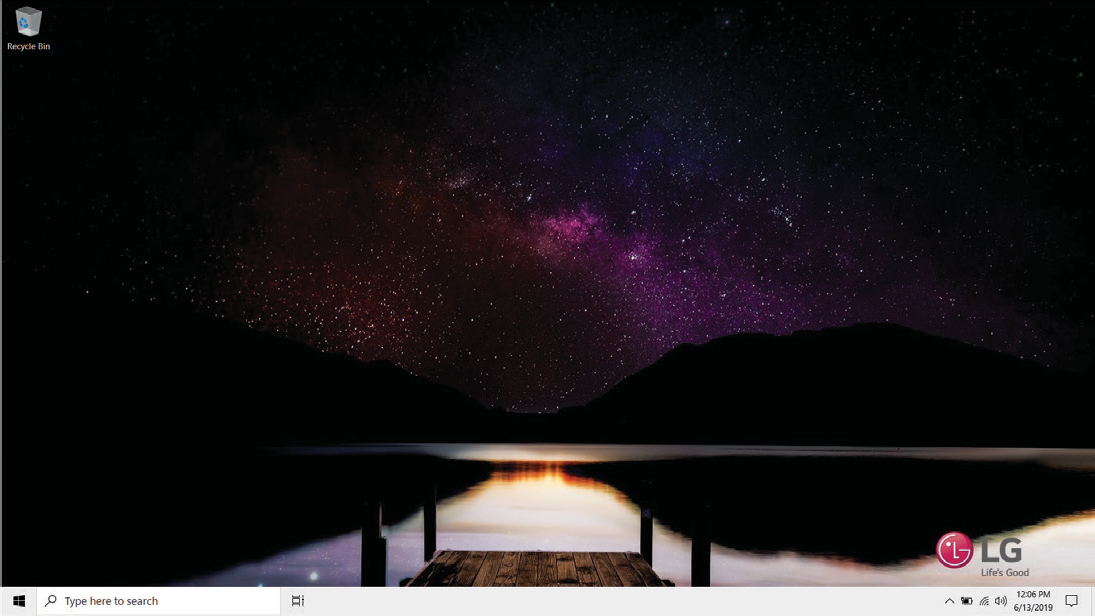 Recycle Bin
LG
Life's Good
Type here to search
12:06 PM
6/13/2019